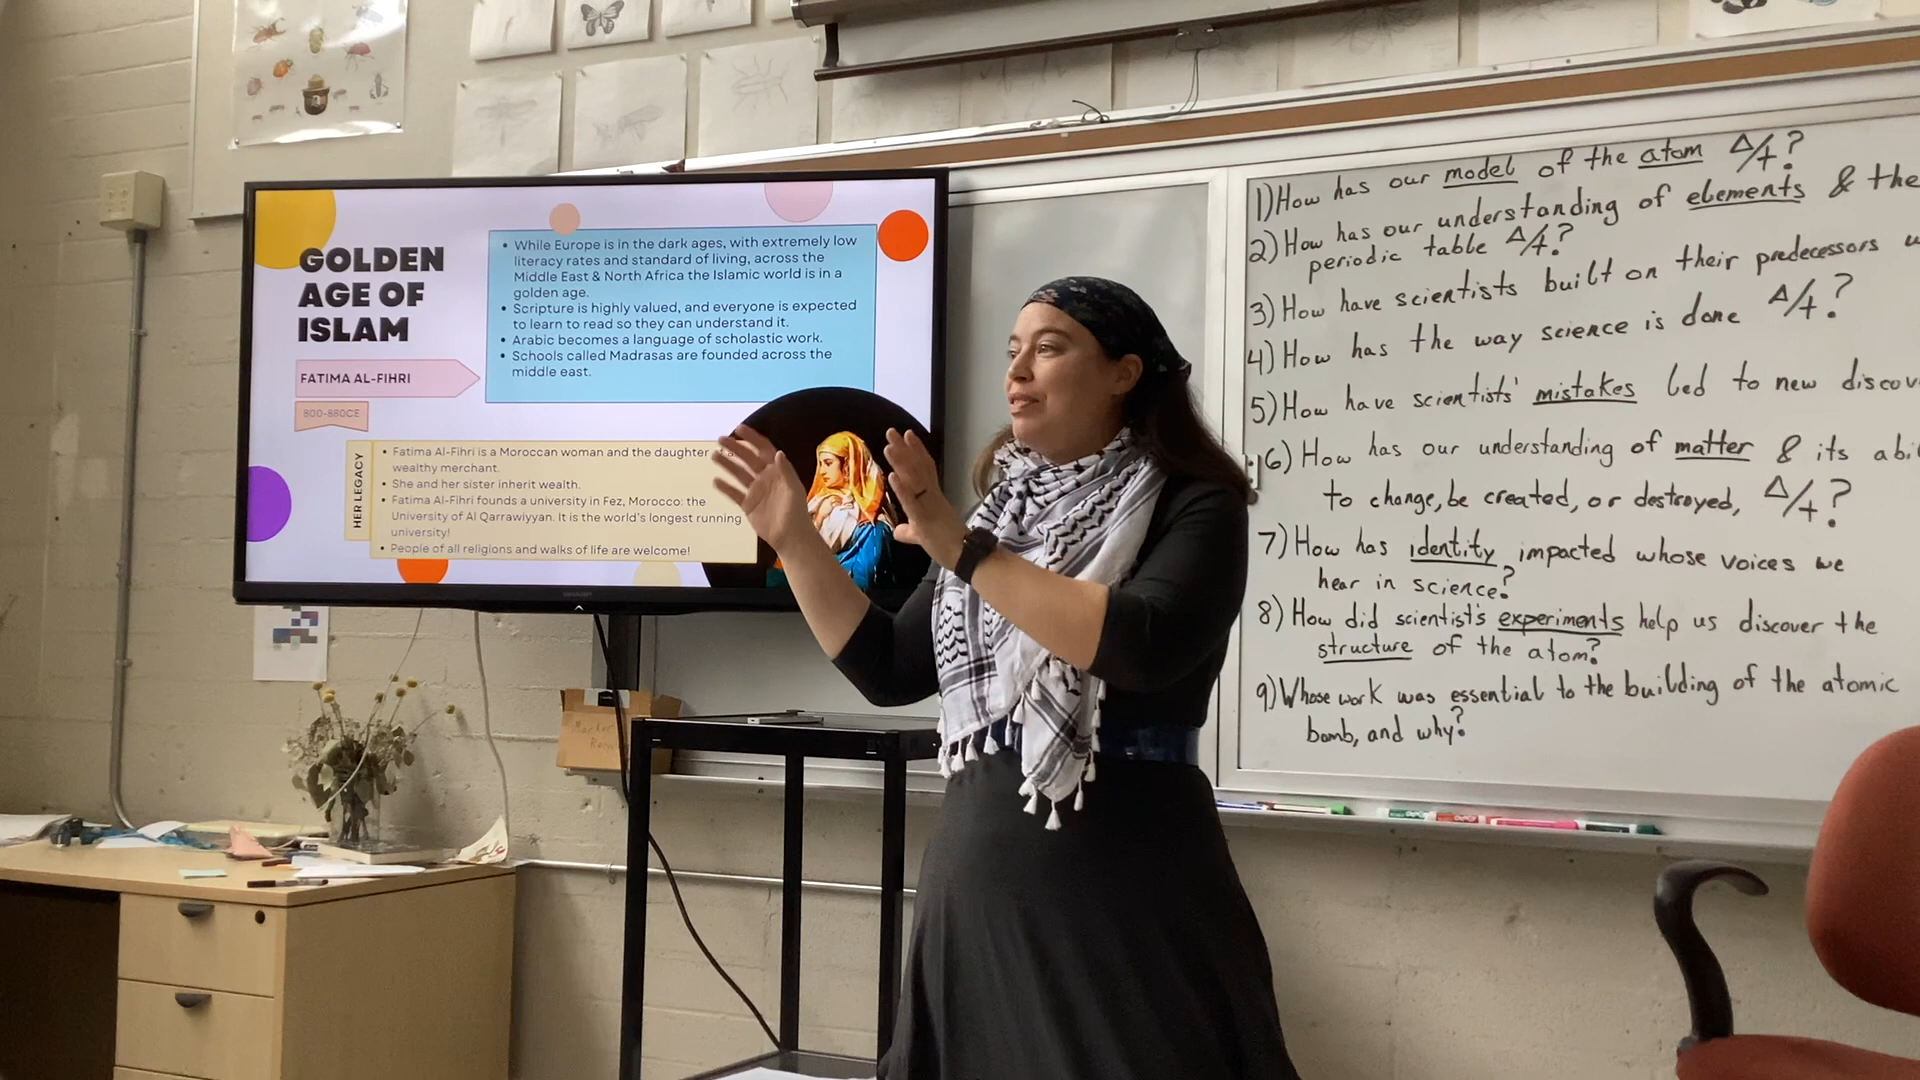 GOLDEN
AGE OF
ISLAM
FATIMA AL-FIHRI
800-880CE
• While Europe is in the dark ages, with extremely low
literacy rates and standard of living, across the
Middle East & North Africa the Islamic world is in a
golden age.
• Scripture is highly valued, and everyone is expected
to learn to read so they can understand it.
• Arabic becomes a language of scholastic work.
• Schools called Madrasas are founded across the
middle east.
HER LEGACY
• Fatima Al-Fihri is a Moroccan woman and the daughter
wealthy merchant.
• She and her sister inherit wealth.
• Fatima Al-Fihri founds a university in Fez, Morocco: the
University of Al Qarrawiyyan. It is the world's longest running
university!
• People of all religions and walks of life are welcome!
SHARP
Marker
1) How has our model of the atom Δ/t?
2) How has our understanding of elements & the
periodic table Δ/t?
3) How have scientists built on their predecessors
4) How has the way science is done Δ/t?
5) How have scientists' mistakes led to new
6) How has our understanding of matter & its
to change, be created, or destroyed, Δ/t?
7) How has identity impacted whose voices we
hear in science?
8) How did scientist's experiments help us discover the
structure of the atom?
9) Whose work was essential to the building of the atomic
bomb, and why?